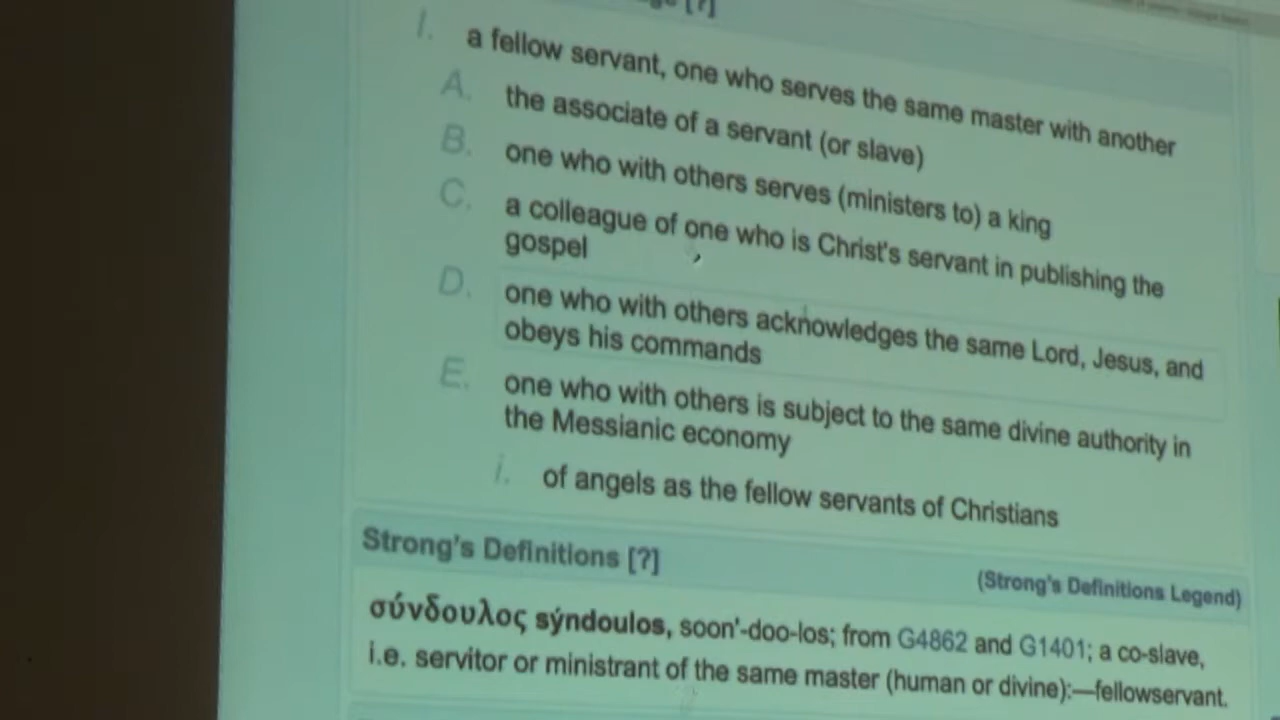 [?]
I. a fellow servant, one who serves the same master with another
A. the associate of a servant (or slave)
B. one who with others serves (ministers to) a king
C. a colleague of one who is Christ's servant in publishing the
gospel
D. one who with others acknowledges the same Lord, Jesus, and
obeys his commands
E. one who with others is subject to the same divine authority in
the Messianic economy
i. of angels as the fellow servants of Christians
Strong's Definitions [?]
(Strong's Definitions Legend)
σύνδουλος sýndoulos, soon'-doo-los; from G4862 and G1401; a co-slave,
i.e. servitor or ministrant of the same master (human or divine):—fellowservant.